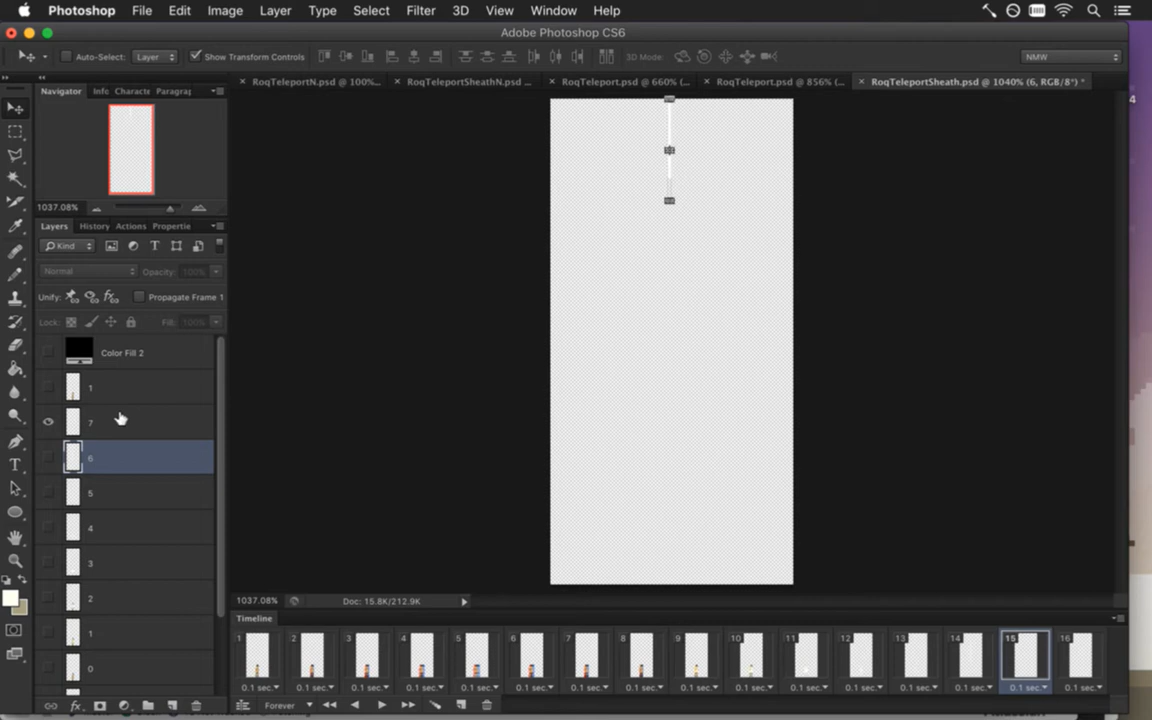 Photoshop File Edit Image Layer Type Select Filter 3D View Window Help
Adobe Photoshop CS6
Auto-Select: Layer Show Transform Controls 3D Mode: NMW
RoqTeleportN.psd @ 100%... RoqTeleportSheathN.psd ... RoqTeleport.psd @ 660% (... RoqTeleport.psd @ 856% (... RoqTeleportSheath.psd @ 1040% (6, RGB/8*) *
4
Navigator Info Characte Paragraj
1037.08%
Layers History Actions Propertie
Kind
Normal Opacity: 100%
Unify: Propagate Frame 1
Lock: Fill: 100%
Color Fill 2
1
7
6
5
4
3
2
1
0
1037.08% Doc: 15.8K/212.9K
Timeline
1 2 3 4 5 6 7 8 9 10 11 12 13 14 15 16
0.1 sec. 0.1 sec. 0.1 sec. 0.1 sec. 0.1 sec. 0.1 sec. 0.1 sec. 0.1 sec. 0.1 sec. 0.1 sec. 0.1 sec. 0.1 sec. 0.1 sec. 0.1 sec. 0.1 sec. 0.1 sec.
Forever